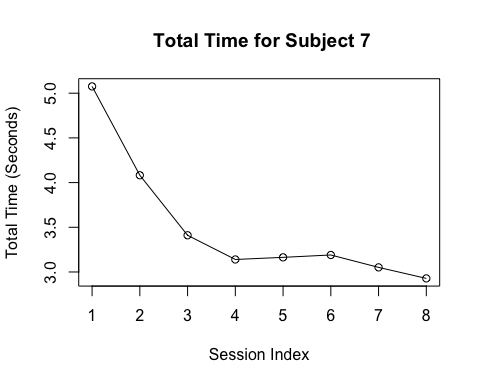 Total Time for Subject 7
Total Time (Seconds)
5.0
4.5
4.0
3.5
3.0
1 2 3 4 5 6 7 8
Session Index